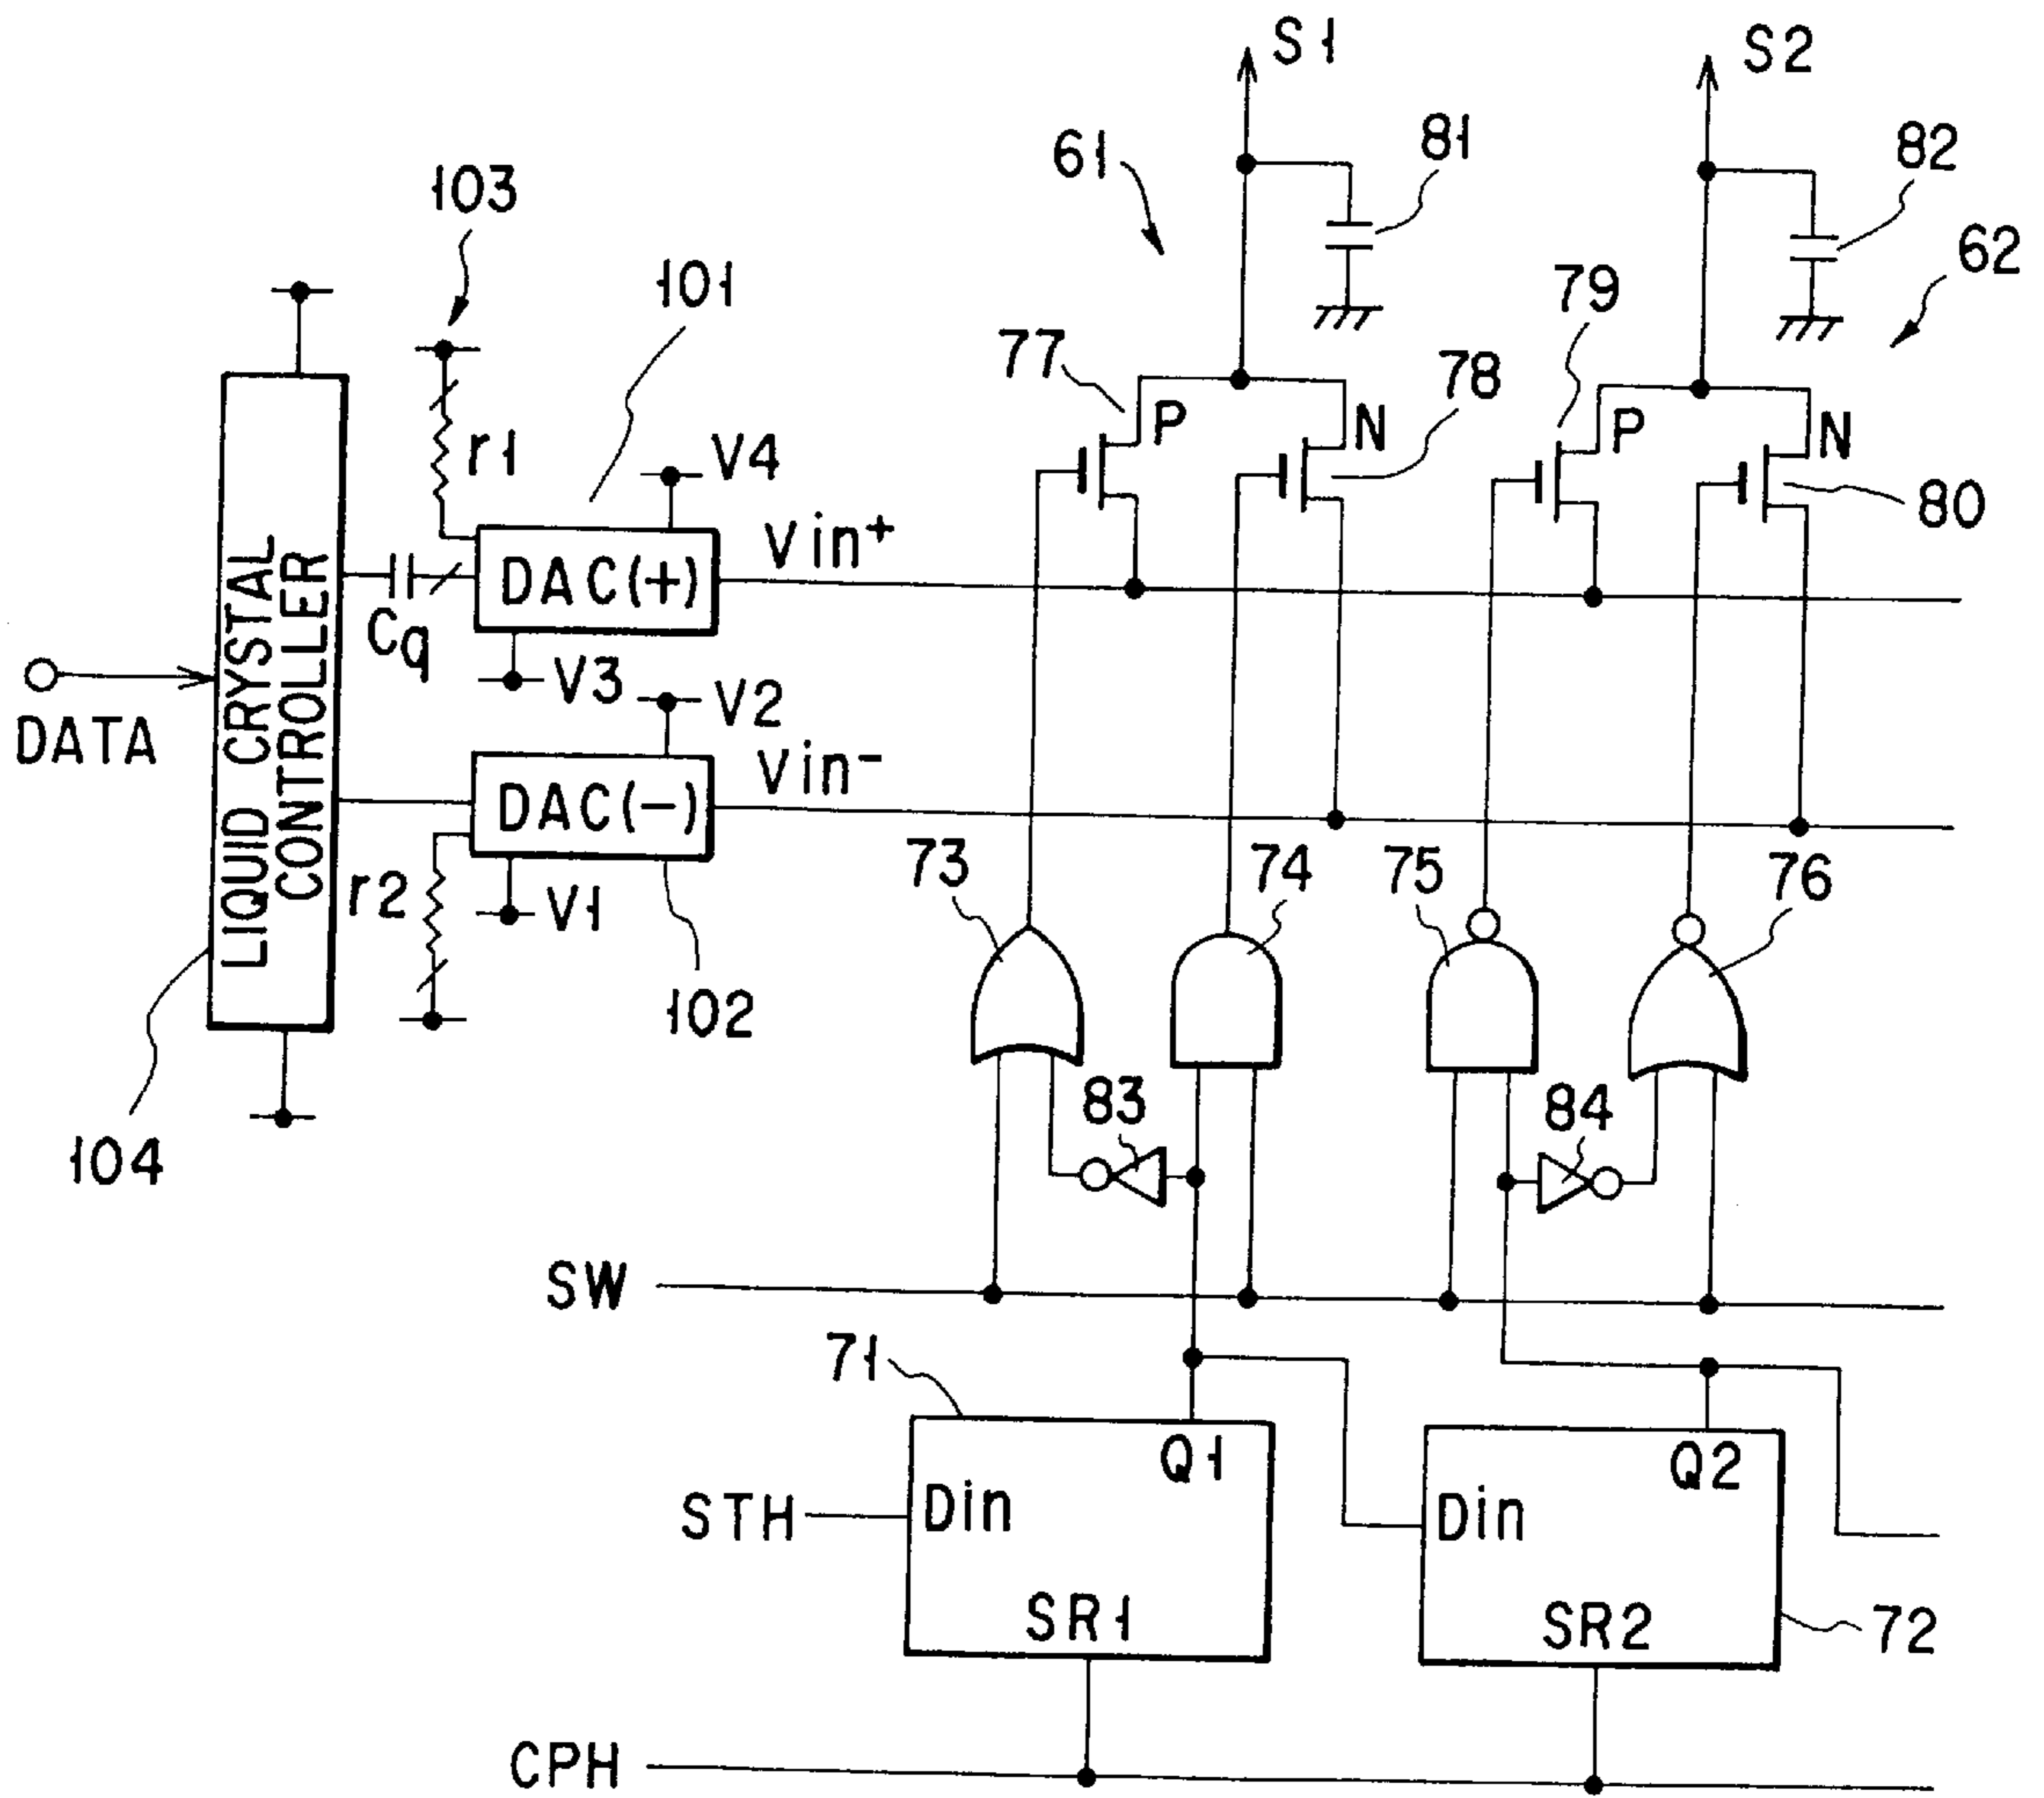 S1
S2
61
81
82
62
103
101
77
P
N
78
79
P
N
80
r1
V4
Vin+
DAC(+)
Cq
V3
V2
Vin-
DATA
LIQUID CRYSTAL
CONTROLLER
DAC(-)
r2
V1
102
104
73
74
75
76
83
84
SW
71
Q1
STH
Din
SR1
Q2
Din
SR2
72
CPH